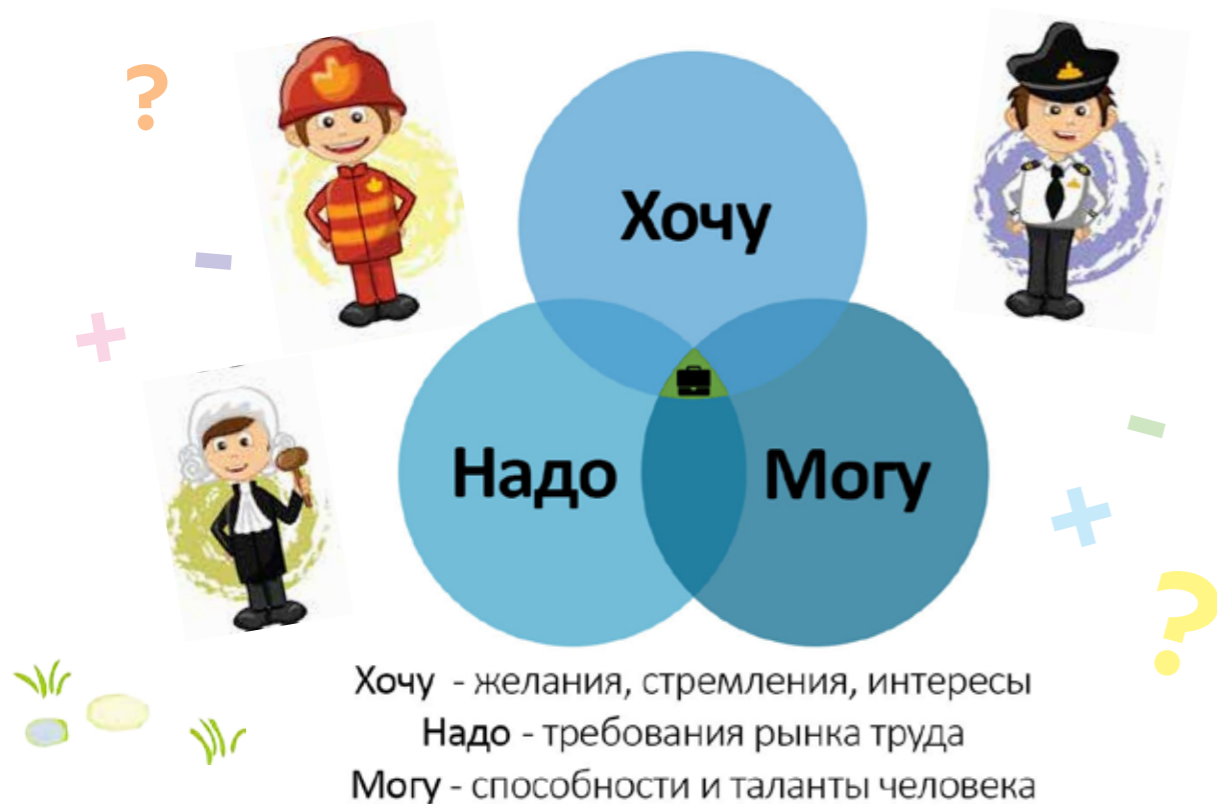 Хочу
Надо
Могу
Хочу - желания, стремления, интересы
Надо - требования рынка труда
Могу - способности и таланты человека